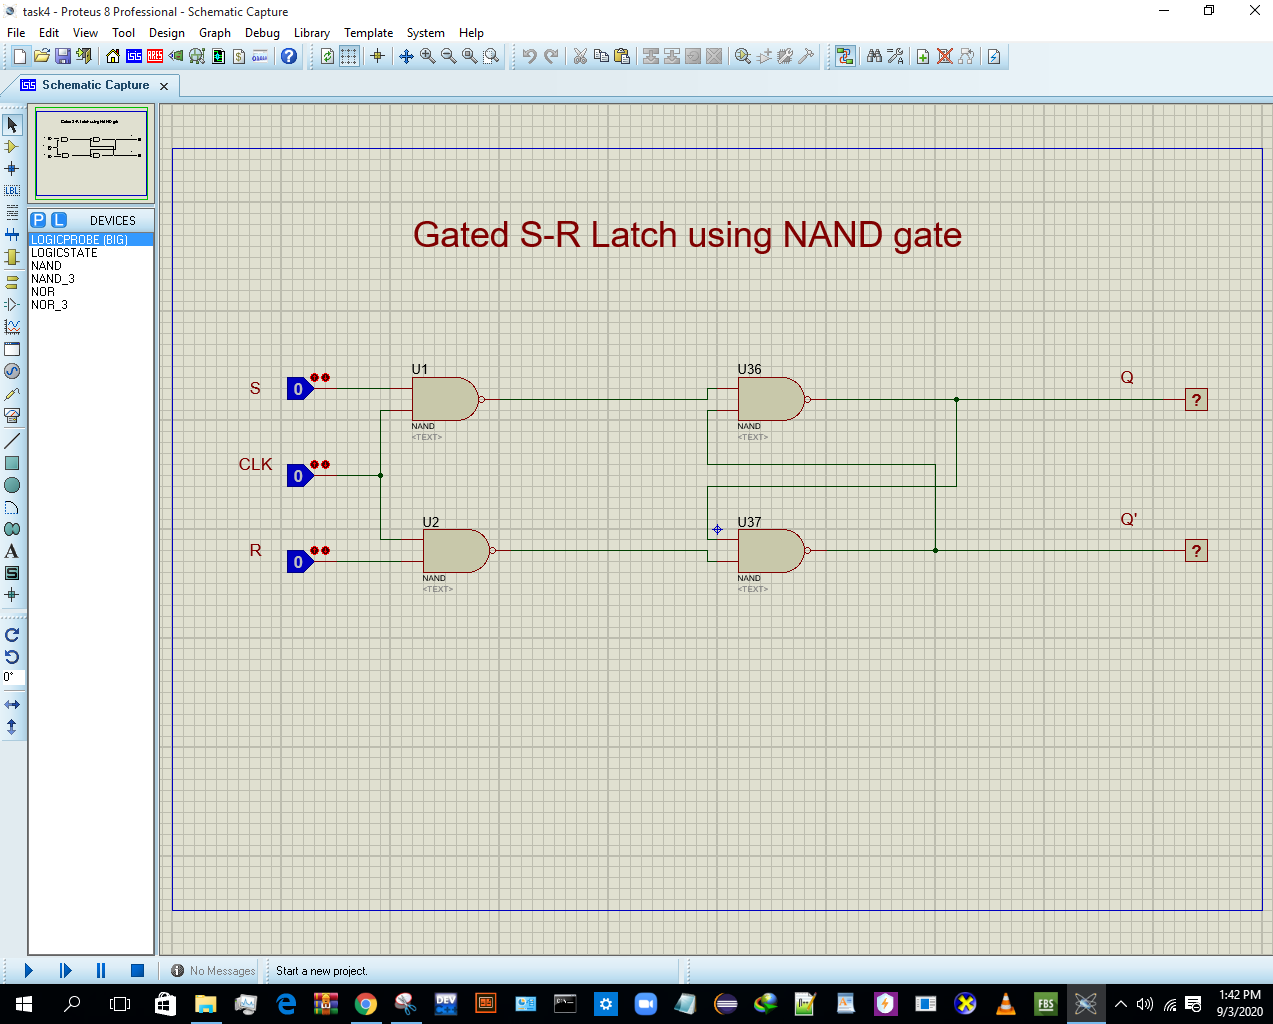 task4 - Proteus 8 Professional - Schematic Capture
File Edit View Tool Design Graph Debug Library Template System Help
Schematic Capture
P L DEVICES
LOGICPROBE (BIG)
LOGICSTATE
NAND
NAND_3
NOR
NOR_3
LBL
A
S
0°
Gated S-R Latch using NAND gate
U1
U36
Q
S
0
?
NAND
<TEXT>
NAND
<TEXT>
CLK
0
U2
U37
Q'
R
0
?
NAND
<TEXT>
NAND
<TEXT>
No Messages
Start a new project.
DEV
FBS
1:42 PM
9/3/2020